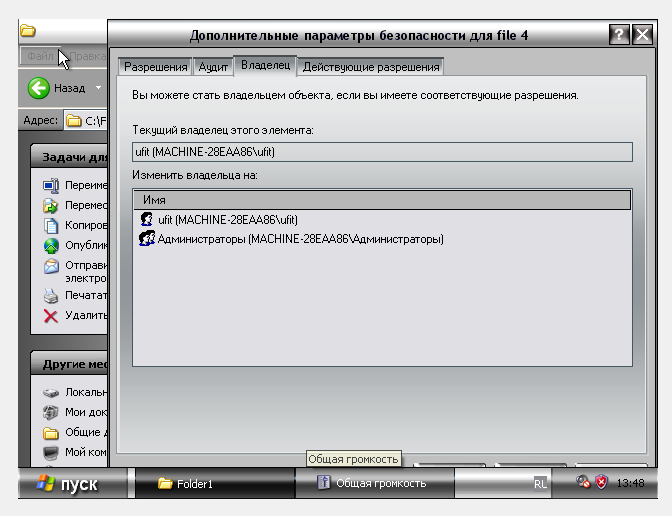 Дополнительные параметры безопасности для file 4
Файл Правка
Назад
Адрес: C:\F
Задачи для
Переиме
Перемес
Копиров
Опублик
Отправи
электро
Печатат
Удалить
Другие мес
Локальн
Мои док
Общие д
Мой ком
Разрешения Аудит Владелец Действующие разрешения
Вы можете стать владельцем объекта, если вы имеете соответствующие разрешения.
Текущий владелец этого элемента:
ufit (MACHINE-28EAA86\ufit)
Изменить владельца на:
Имя
ufit (MACHINE-28EAA86\ufit)
Администраторы (MACHINE-28EAA86\Администраторы)
Общая громкость
пуск Folder1 Общая громкость RL 13:48